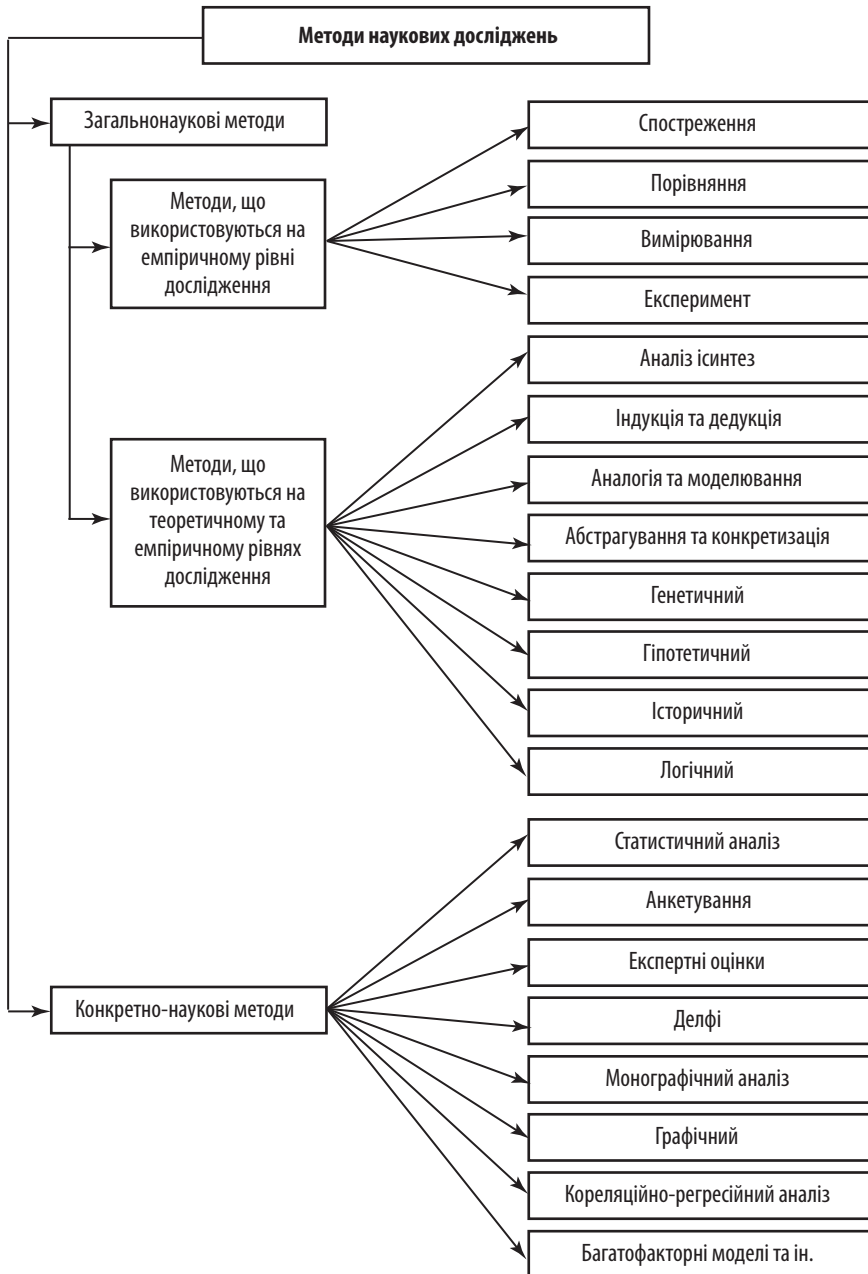 Методи наукових досліджень
Загальнонаукові методи
Методи, що
використовуються на
емпіричному рівні
дослідження
Спостреження
Порівняння
Вимірювання
Експеримент
Методи, що
використовуються на
теоретичному та
емпіричному рівнях
дослідження
Аналіз ісинтез
Індукція та дедукція
Аналогія та моделювання
Абстрагування та конкретизація
Генетичний
Гіпотетичний
Історичний
Логічний
Конкретно-наукові методи
Статистичний аналіз
Анкетування
Експертні оцінки
Делфі
Монографічний аналіз
Графічний
Кореляційно-регресійний аналіз
Багатофакторні моделі та ін.